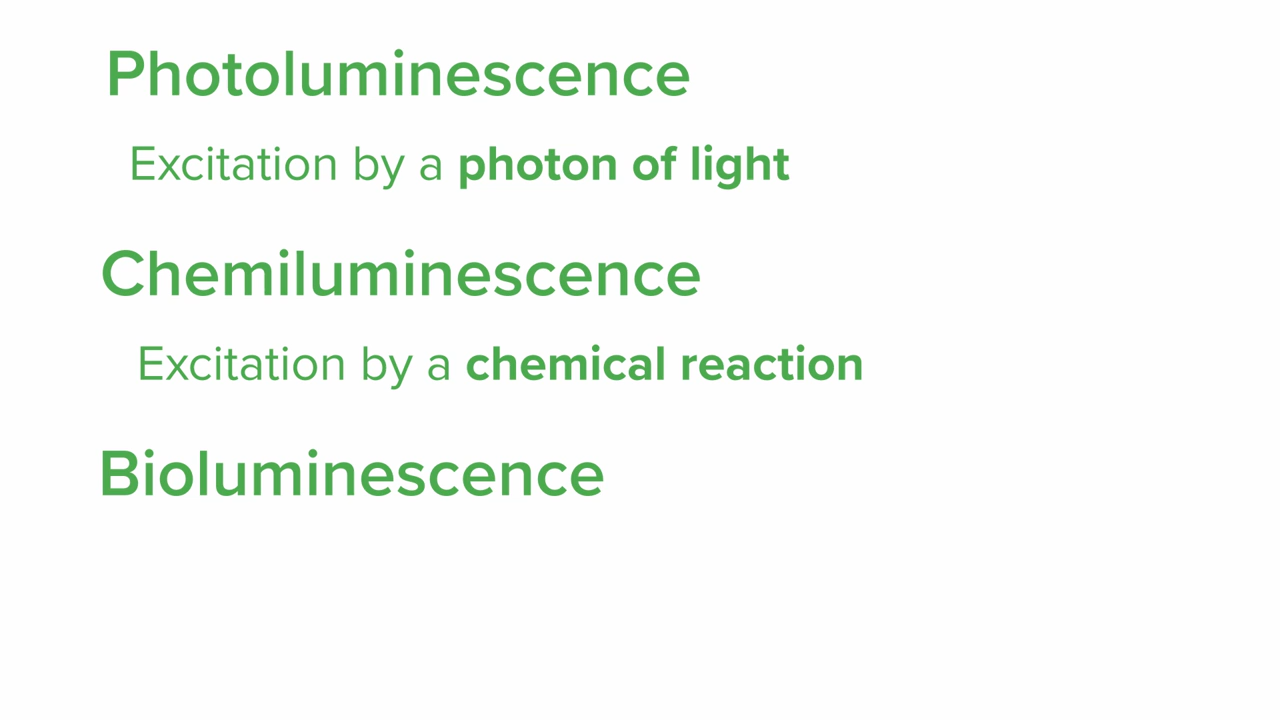 Photoluminescence
Excitation by a photon of light
Chemiluminescence
Excitation by a chemical reaction
Bioluminescence